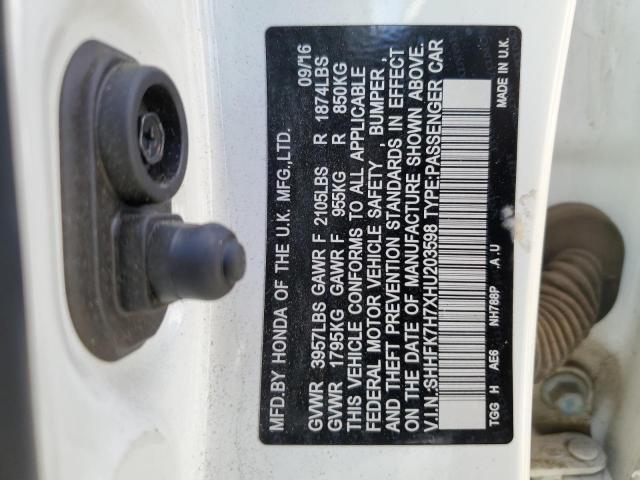 MFD.BY HONDA OF THE U.K. MFG.,LTD. 09/16
GVWR 3957LBS GAWR F 2105LBS R 1874LBS
GVWR 1795KG GAWR F 955KG R 850KG
THIS VEHICLE CONFORMS TO ALL APPLICABLE
FEDERAL MOTOR VEHICLE SAFETY , BUMPER ,
AND THEFT PREVENTION STANDARDS IN EFFECT
ON THE DATE OF MANUFACTURE SHOWN ABOVE.
V.I.N.:SHHFK7H7XHU203598 TYPE:PASSENGER CAR
TGG H AE6 NH788P .A .U MADE IN U.K.